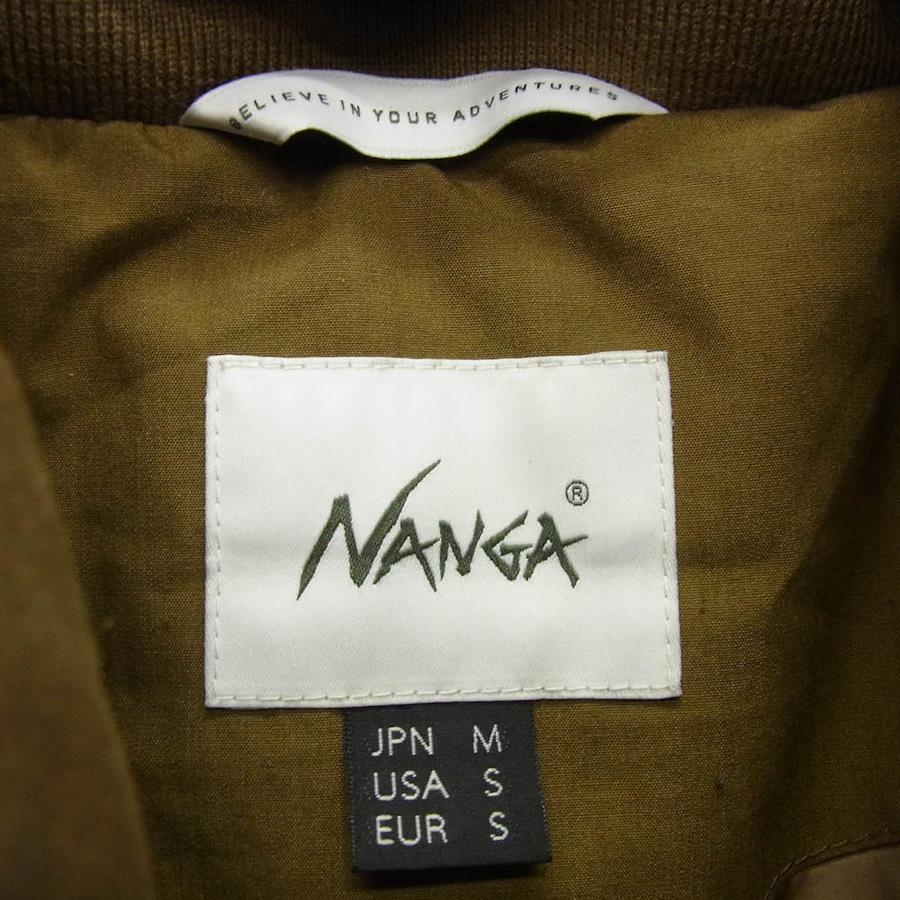 BELIEVE IN YOUR ADVENTURES
NANGA®
JPN M
USA S
EUR S